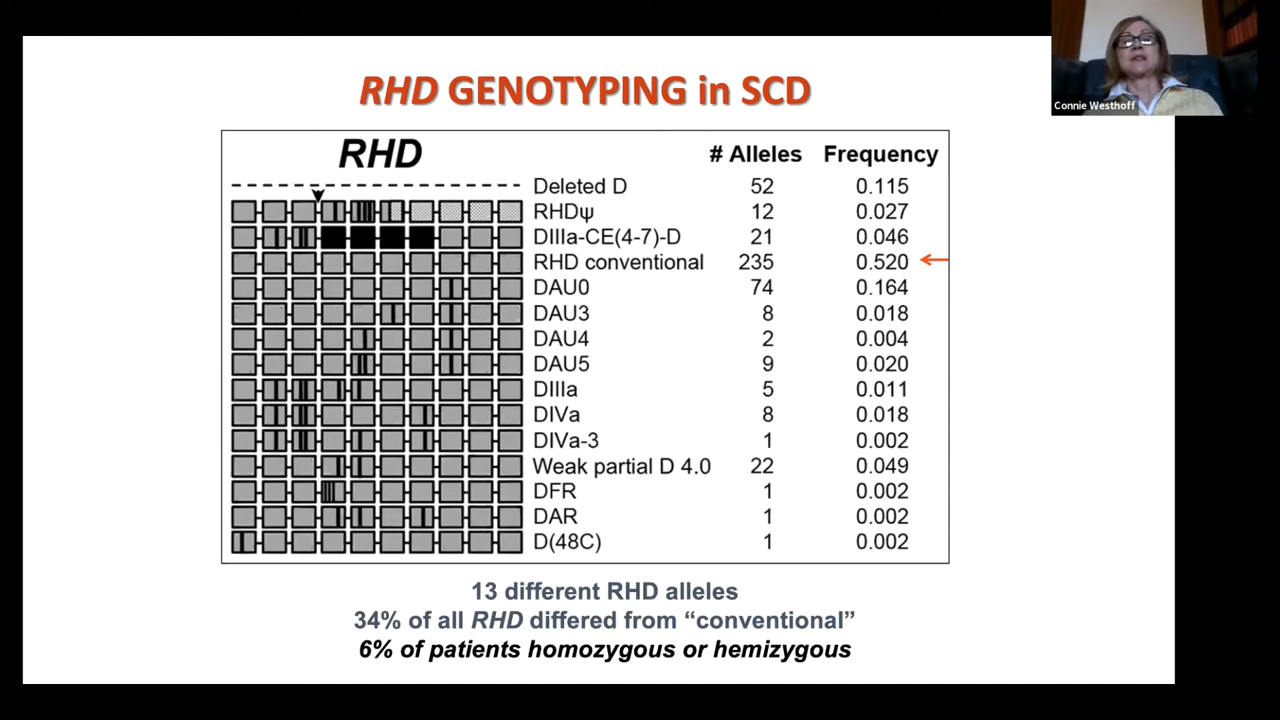 RHD GENOTYPING in SCD
Connie Westhoff
RHD # Alleles Frequency
Deleted D 52 0.115
RHDψ 12 0.027
DIIIa-CE(4-7)-D 21 0.046
RHD conventional 235 0.520
DAU0 74 0.164
DAU3 8 0.018
DAU4 2 0.004
DAU5 9 0.020
DIIIa 5 0.011
DIVa 8 0.018
DIVa-3 1 0.002
Weak partial D 4.0 22 0.049
DFR 1 0.002
DAR 1 0.002
D(48C) 1 0.002
13 different RHD alleles
34% of all RHD differed from “conventional”
6% of patients homozygous or hemizygous